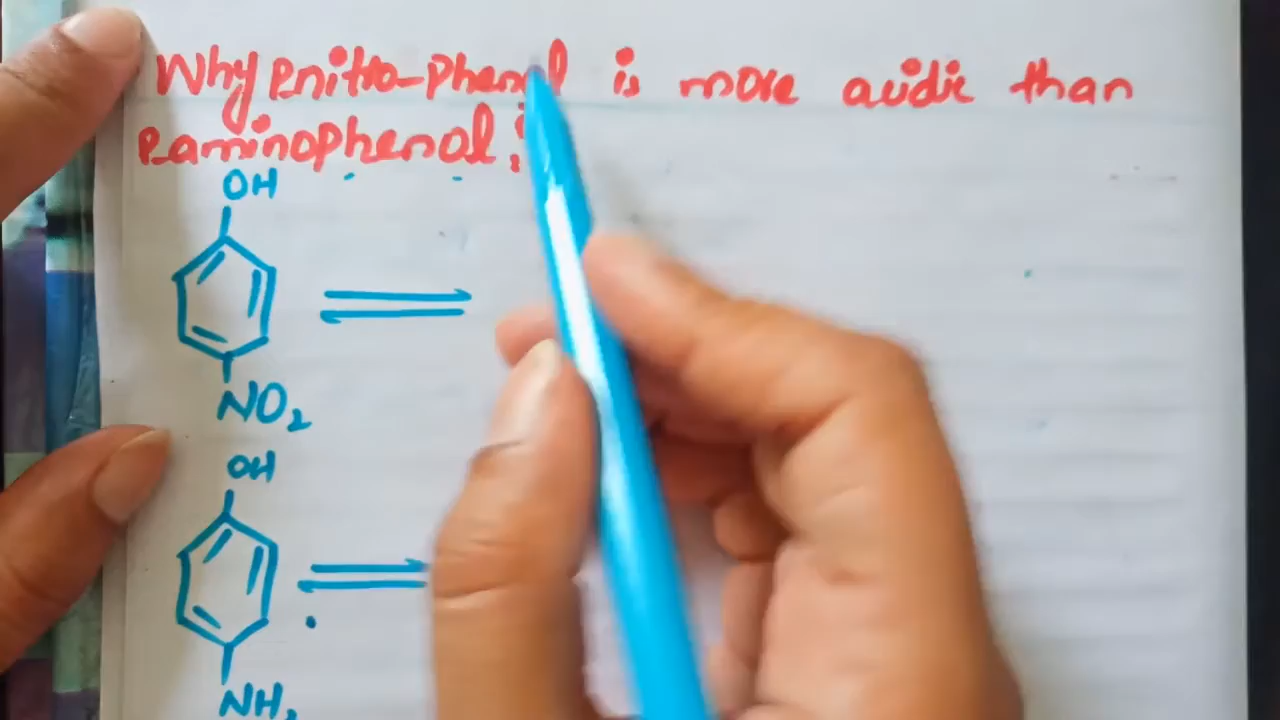 Why pnitro-phenol is more acidic than
Paminophenol?
OH
NO₂
OH
NH₂